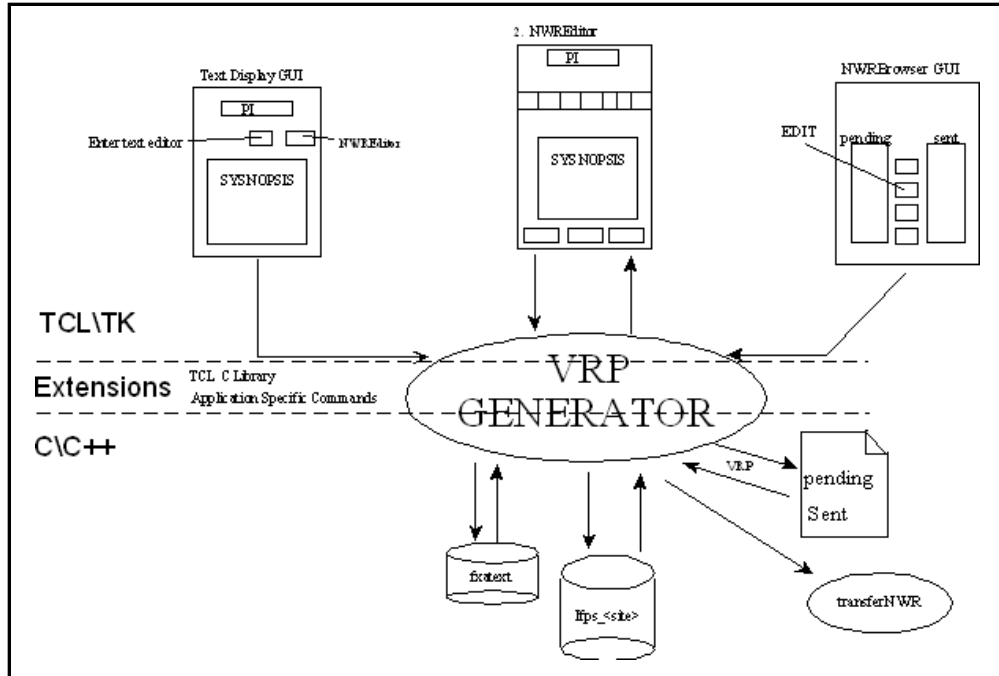 2. NWREditor
PI
Text Display GUI
PI
Enter text editor
NWREditor
SYSNOPSIS
SYSNOPSIS
NWRBrowser GUI
EDIT
pending
sent
TCL\TK
Extensions
TCL C Library
Application Specific Commands
C\C++
VRP
GENERATOR
VRP
pending
Sent
fxatext
Ifps_<site>
transferNWR